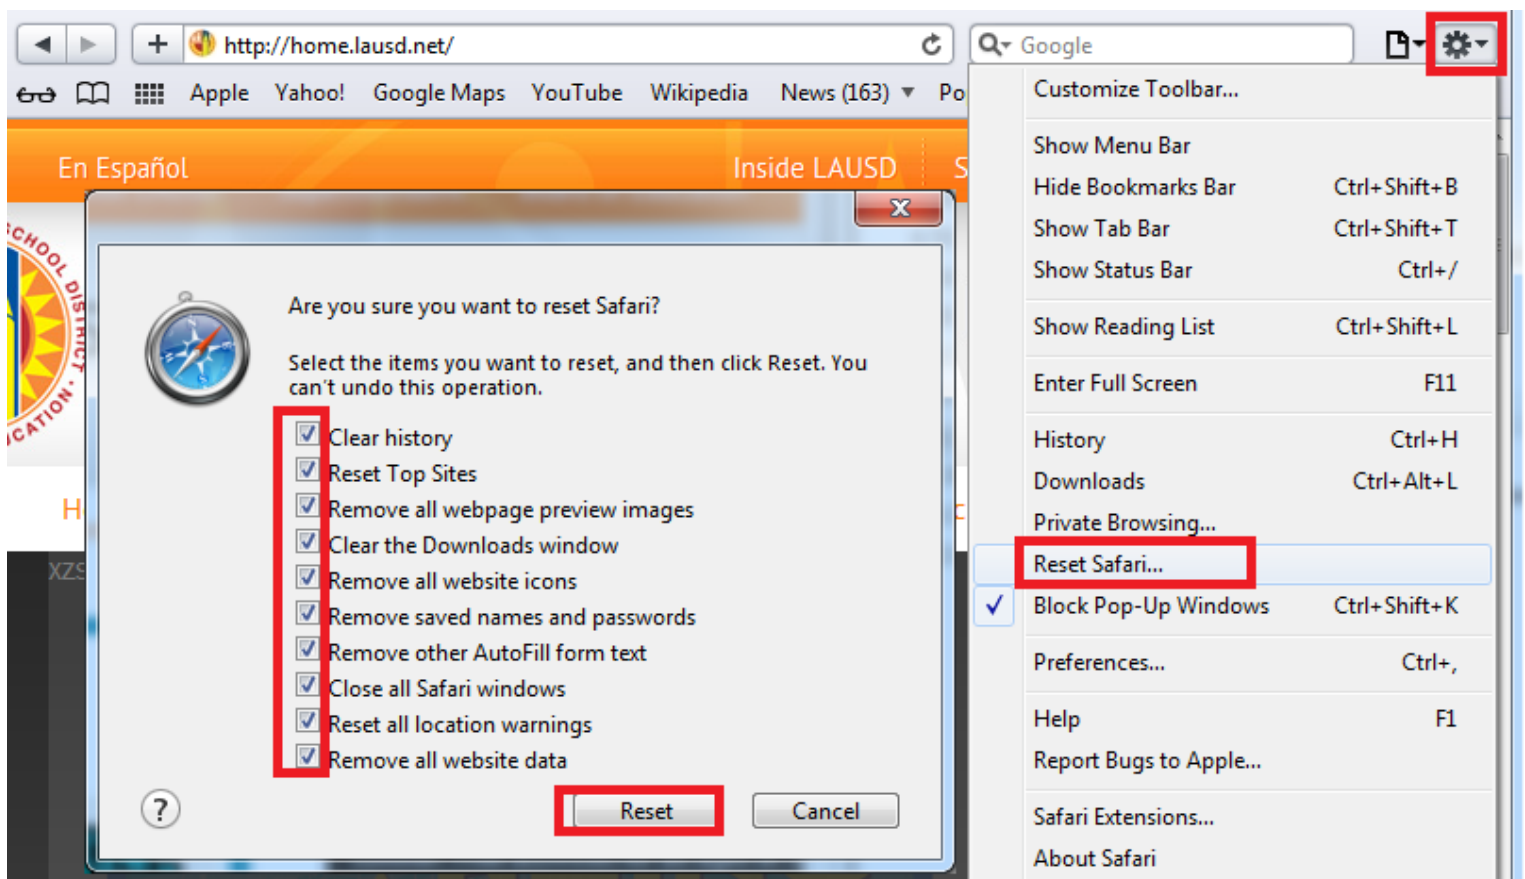 http://home.lausd.net/
Google
Apple Yahoo! Google Maps YouTube Wikipedia News (163) Po
En Español
Inside LAUSD S
SCHOOL DISTRICT
Are you sure you want to reset Safari?
Select the items you want to reset, and then click Reset. You
can't undo this operation.
Clear history
Reset Top Sites
Remove all webpage preview images
Clear the Downloads window
Remove all website icons
Remove saved names and passwords
Remove other AutoFill form text
Close all Safari windows
Reset all location warnings
Remove all website data
?
Reset
Cancel
H
XZS
Customize Toolbar...
Show Menu Bar
Hide Bookmarks Bar Ctrl+Shift+B
Show Tab Bar Ctrl+Shift+T
Show Status Bar Ctrl+/
Show Reading List Ctrl+Shift+L
Enter Full Screen F11
History Ctrl+H
Downloads Ctrl+Alt+L
Private Browsing...
Reset Safari...
Block Pop-Up Windows Ctrl+Shift+K
Preferences... Ctrl+,
Help F1
Report Bugs to Apple...
Safari Extensions...
About Safari